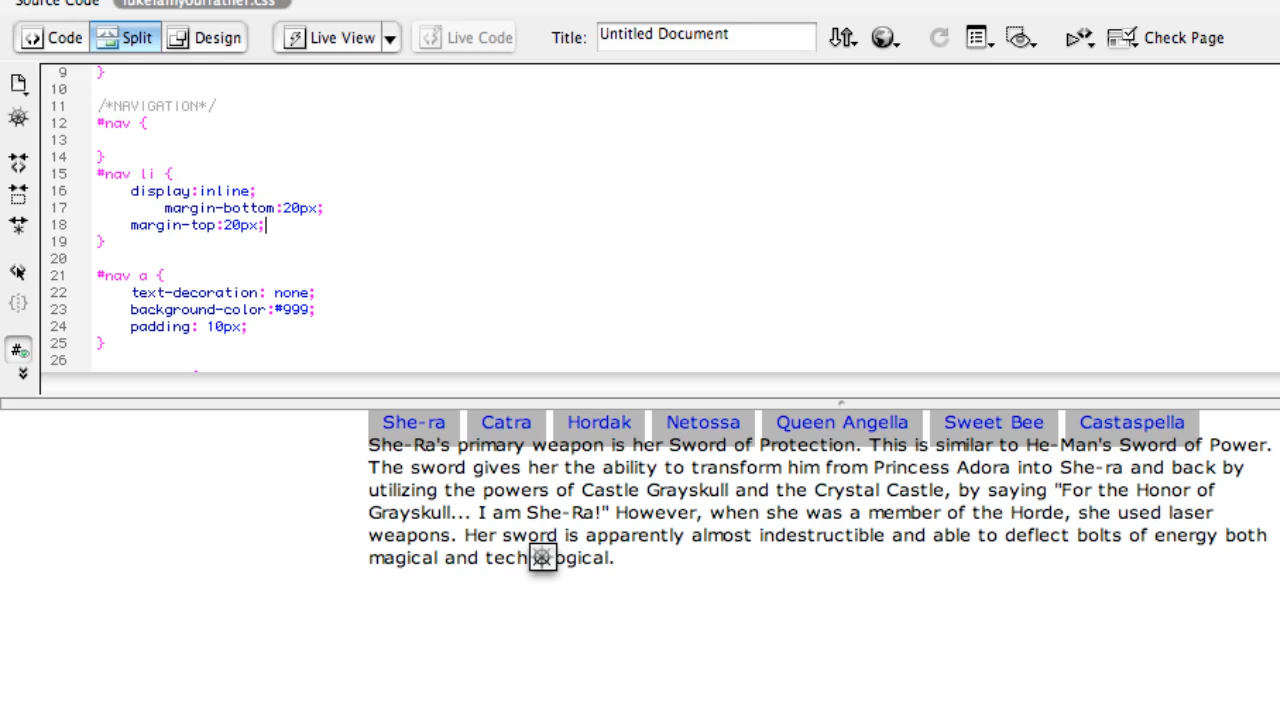 Source Code lukeiamyourfather.css
Code Split Design Live View Live Code Title: Untitled Document Check Page
9 }
10
11 /*NAVIGATION*/
12 #nav {
13
14 }
15 #nav li {
16 display:inline;
17 margin-bottom:20px;
18 margin-top:20px;
19 }
20
21 #nav a {
22 text-decoration: none;
23 background-color:#999;
24 padding: 10px;
25 }
26
She-ra Catra Hordak Netossa Queen Angella Sweet Bee Castaspella
She-Ra's primary weapon is her Sword of Protection. This is similar to He-Man's Sword of Power.
The sword gives her the ability to transform him from Princess Adora into She-ra and back by
utilizing the powers of Castle Grayskull and the Crystal Castle, by saying "For the Honor of
Grayskull... I am She-Ra!" However, when she was a member of the Horde, she used laser
weapons. Her sword is apparently almost indestructible and able to deflect bolts of energy both
magical and tech ogical.